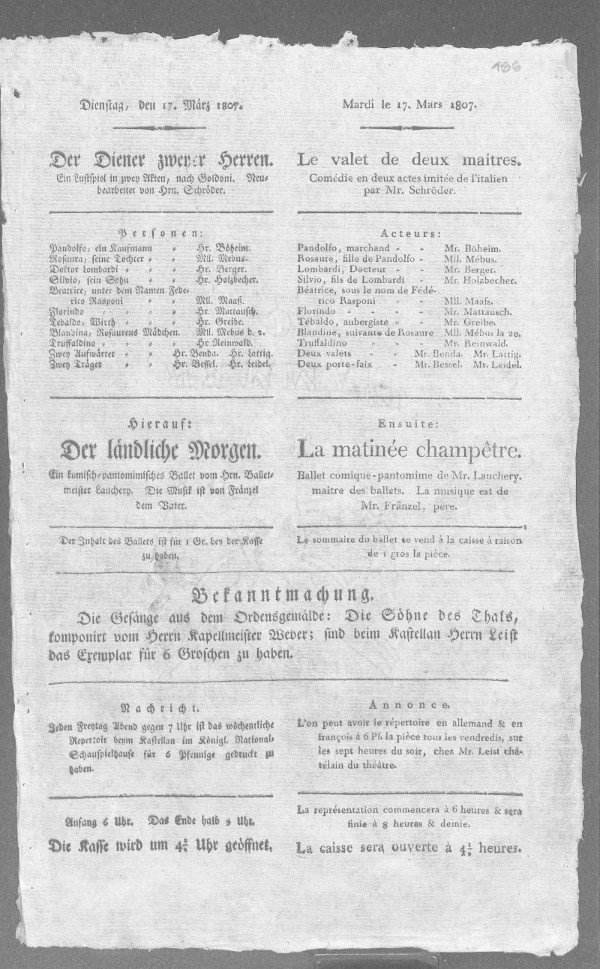 186
Dienstag, den 17. März 1807.
Der Diener zweyer Herren.
Ein Lustspiel in zwey Akten, nach Goldoni. Neu-
bearbeitet von Hrn. Schröder.
Personen:
Pandolfo, ein Kaufmann „ Hr. Böheim.
Rosaura, seine Tochter „ „ Mll. Mebus.
Doktor Lombardi „ „ „ Hr. Berger.
Silvio, sein Sohn „ „ Hr. Holzbecher.
Beatrice, unter dem Namen Fede-
rico Rasponi „ „ Mll. Maaß.
Florindo „ „ „ Hr. Mattausch.
Tebaldo, Wirth „ „ Hr. Greibe.
Blandina, Rosaurens Mädchen. Mll. Mebus d. 2.
Truffaldino „ „ „ Hr Reinwald.
Zwey Aufwärter „ Hr. Benda. Hr. Lattig.
Zwey Träger „ Hr. Bessel. Hr. Leidel.
Hierauf:
Der ländliche Morgen.
Ein komisch-pantomimisches Ballet vom Hrn. Ballet-
meister Lauchery. Die Musik ist von Fränzel
dem Vater.
Der Inhalt des Ballets ist für 1 Gr. bey der Kasse
zu haben.
Mardi le 17. Mars 1807.
Le valet de deux maitres.
Comédie en deux actes imitée de l'italien
par Mr. Schröder.
Acteurs:
Pandolfo, marchand - - Mr. Büheim.
Rosaure, fille de Pandolfo - Mll. Mébus.
Lombardi, Docteur - - Mr. Berger.
Silvio, fils de Lombardi - Mr. Holzbecher.
Béatrice, sous le nom de Fédé-
rico Rasponi - - Mll. Maaſs.
Florindo - - - Mr. Mattausch.
Tébaldo, aubergiste - - Mr. Greibe.
Blandine, suivante de Rosaure Mll. Mébus la 2e.
Truffaldino - - Mr. Reinwald.
Deux valets - - Mr. Benda. Mr. Lattig.
Deux porte-faix - Mr. Bessel. Mr. Leidel.
Ensuite:
La matinée champêtre.
Ballet comique-pantomime de Mr. Lauchery.
maitre des ballets. La musique est de
Mr. Fränzel, père.
Le sommaire du ballet se vend à la caisse à raison
de 1 gros la pièce.
Bekanntmachung.
Die Gesänge aus dem Ordensgemälde: Die Söhne des Thals,
komponirt vom Herrn Kapellmeister Weber; sind beim Kastellan Herrn Leist
das Exemplar für 6 Groschen zu haben.
Nachricht.
Jeden Freytag Abend gegen 7 Uhr ist das wöchentliche
Repertoir beym Kastellan im Königl. National-
Schauspielhause für 6 Pfennige gedruckt zu
haben.
Anfang 6 Uhr. Das Ende halb 9 Uhr.
Die Kasse wird um 4½ Uhr geöffnet.
Annonce.
L'on peut avoir le répertoire en allemand & en
françois à 6 Pf. la pièce tous les vendredis, sur
les sept heures du soir, chez Mr. Leist châ-
télain du théâtre.
La représentation commencera à 6 heures & sera
finie à 8 heures & demie.
La caisse sera ouverte à 4½ heures.